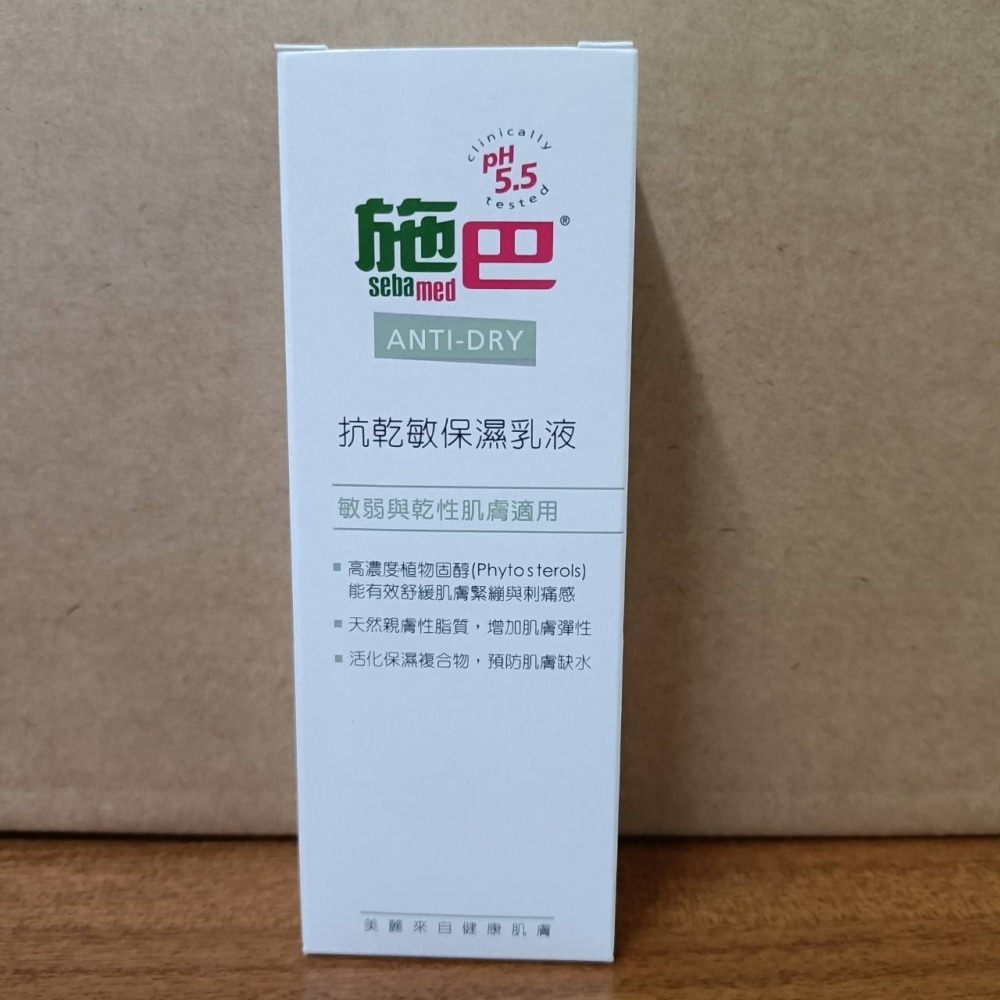 clinically
pH
5.5
tested
施巴®
sebamed
ANTI-DRY
抗乾敏保濕乳液
敏弱與乾性肌膚適用
▪ 高濃度植物固醇(Phytosterols)
能有效舒緩肌膚緊繃與刺痛感
▪ 天然親膚性脂質，增加肌膚彈性
▪ 活化保濕複合物，預防肌膚缺水
美麗來自健康肌膚